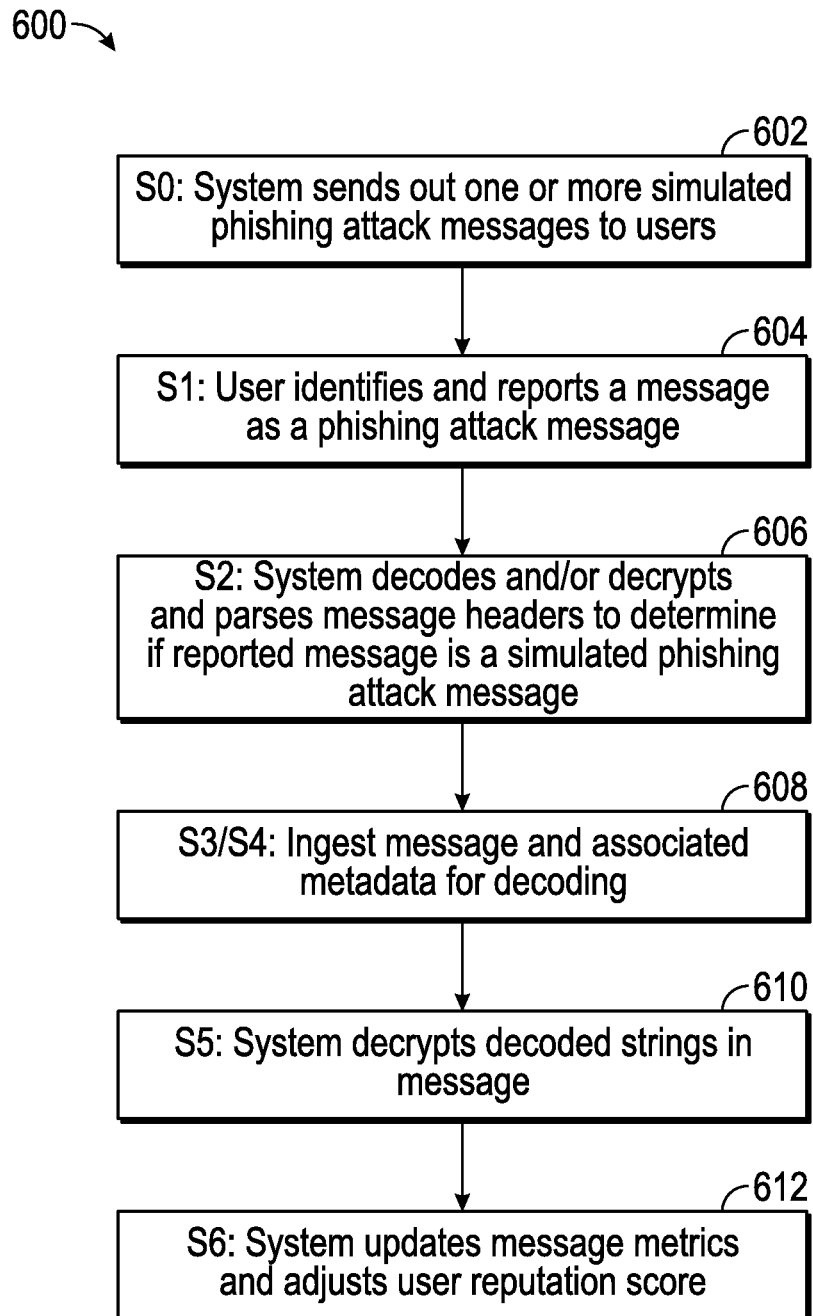 600
602
S0: System sends out one or more simulated
phishing attack messages to users
604
S1: User identifies and reports a message
as a phishing attack message
606
S2: System decodes and/or decrypts
and parses message headers to determine
if reported message is a simulated phishing
attack message
608
S3/S4: Ingest message and associated
metadata for decoding
610
S5: System decrypts decoded strings in
message
612
S6: System updates message metrics
and adjusts user reputation score